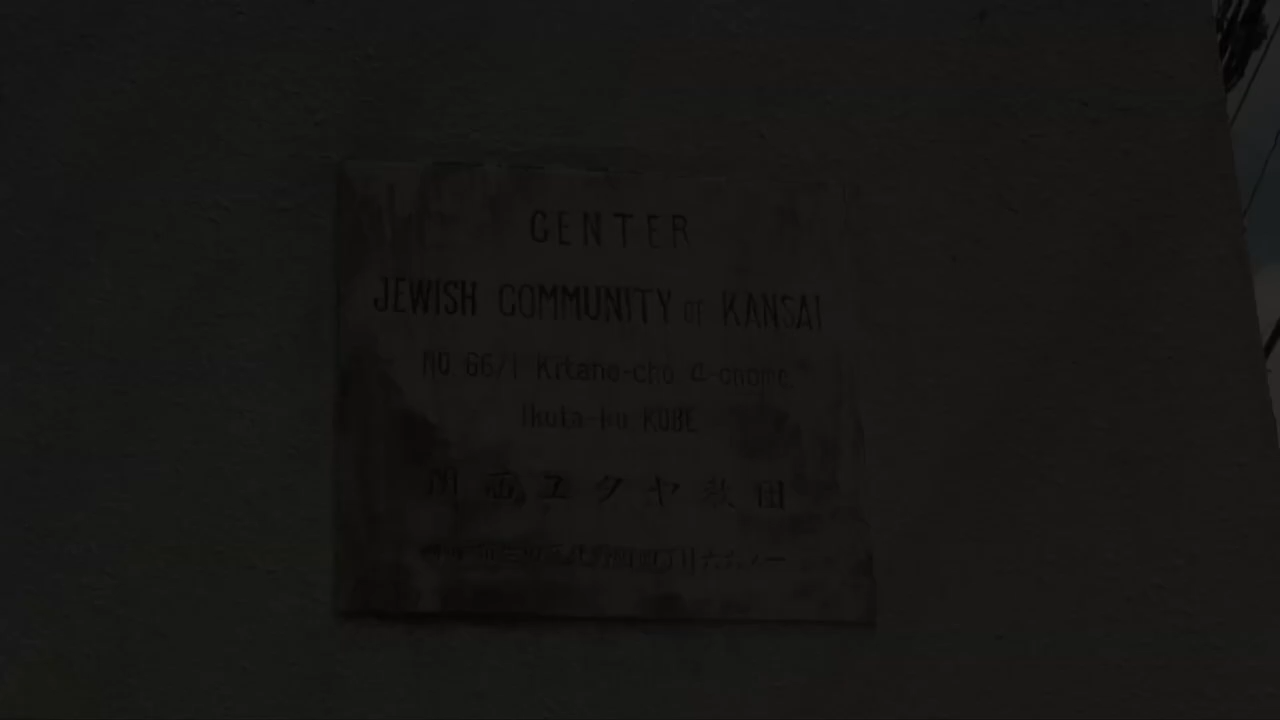 CENTER
JEWISH COMMUNITY OF KANSAI
NO 66/1 Kitano-cho 4-chome
Ikuta-ku KOBE
関西ユダヤ教団